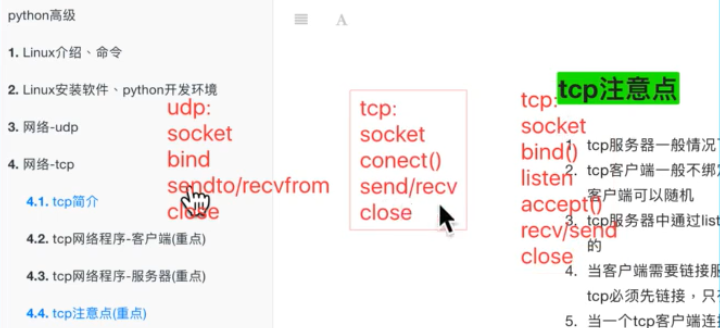 python高级
1. Linux介绍、命令
2. Linux安装软件、python开发环境
3. 网络-udp
4. 网络-tcp
4.1. tcp简介
4.2. tcp网络程序-客户端(重点)
4.3. tcp网络程序-服务器(重点)
4.4. tcp注意点(重点)
A
udp:
socket
bind
sendto/recvfrom
close
tcp:
socket
conect()
send/recv
close
tcp:
socket
bind()
listen
accept()
recv/send
close
tcp注意点
1. tcp服务器一般情况
2. tcp客户端一般不绑
客户端可以随机
3. tcp服务器中通过list
的
4. 当客户端需要链接服
tcp必须先链接，只
5. 当一个tcp客户端连